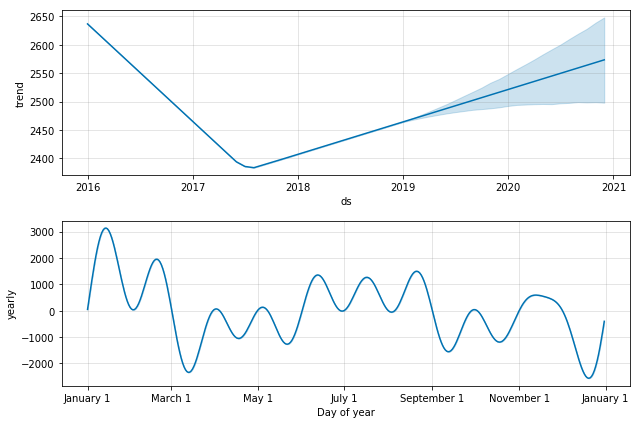 2650
2600
2550
2500
2450
2400
trend
2016 2017 2018 2019 2020 2021
ds
3000
2000
1000
0
−1000
−2000
yearly
January 1 March 1 May 1 July 1 September 1 November 1 January 1
Day of year